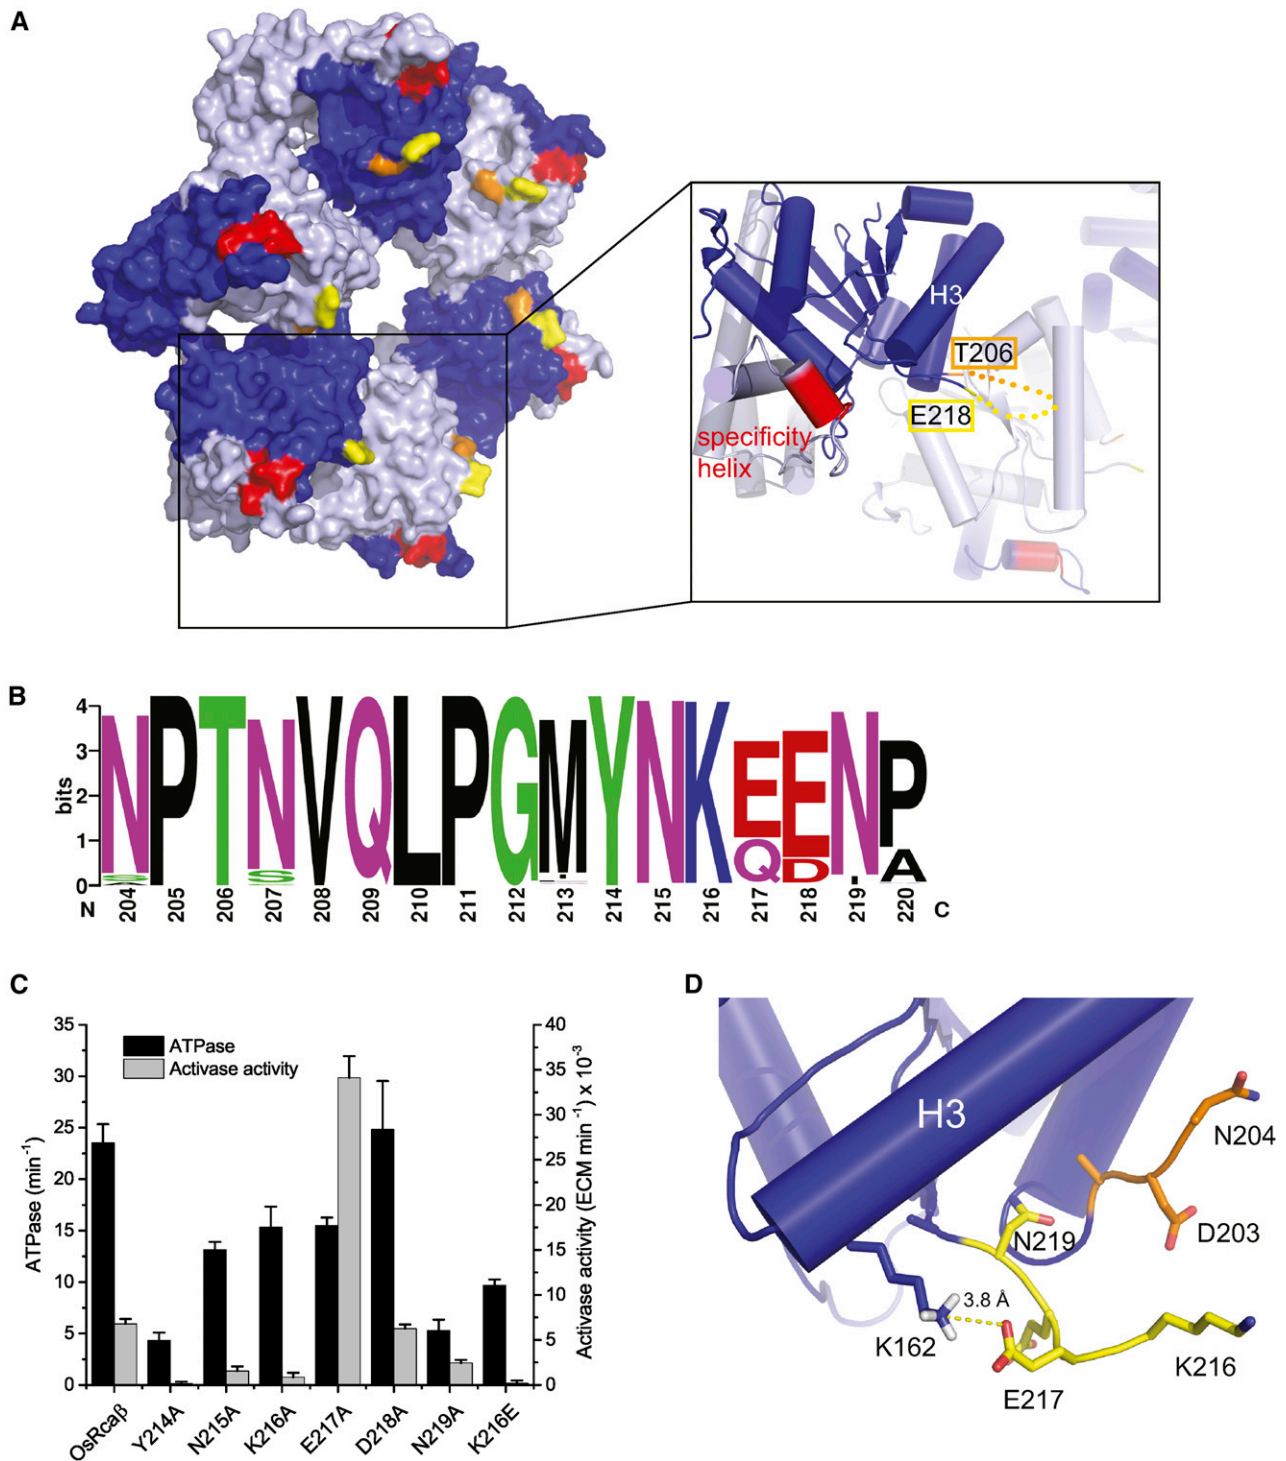 A
H3
T206
E218
specificity
helix
B
4
3
2
1
0
bits
NPTNVQLPGMYNKEENP
S S QD A
N 204 205 206 207 208 209 210 211 212 213 214 215 216 217 218 219 220 C
C
35
30
25
20
15
10
5
0
ATPase (min⁻¹)
ATPase
Activase activity
40
35
30
25
20
15
10
5
0
Activase activity (ECM min⁻¹) x 10⁻³
OsRcaβ
Y214A
N215A
K216A
E217A
D218A
N219A
K216E
D
H3
N204
N219
D203
3.8 Å
K162
K216
E217